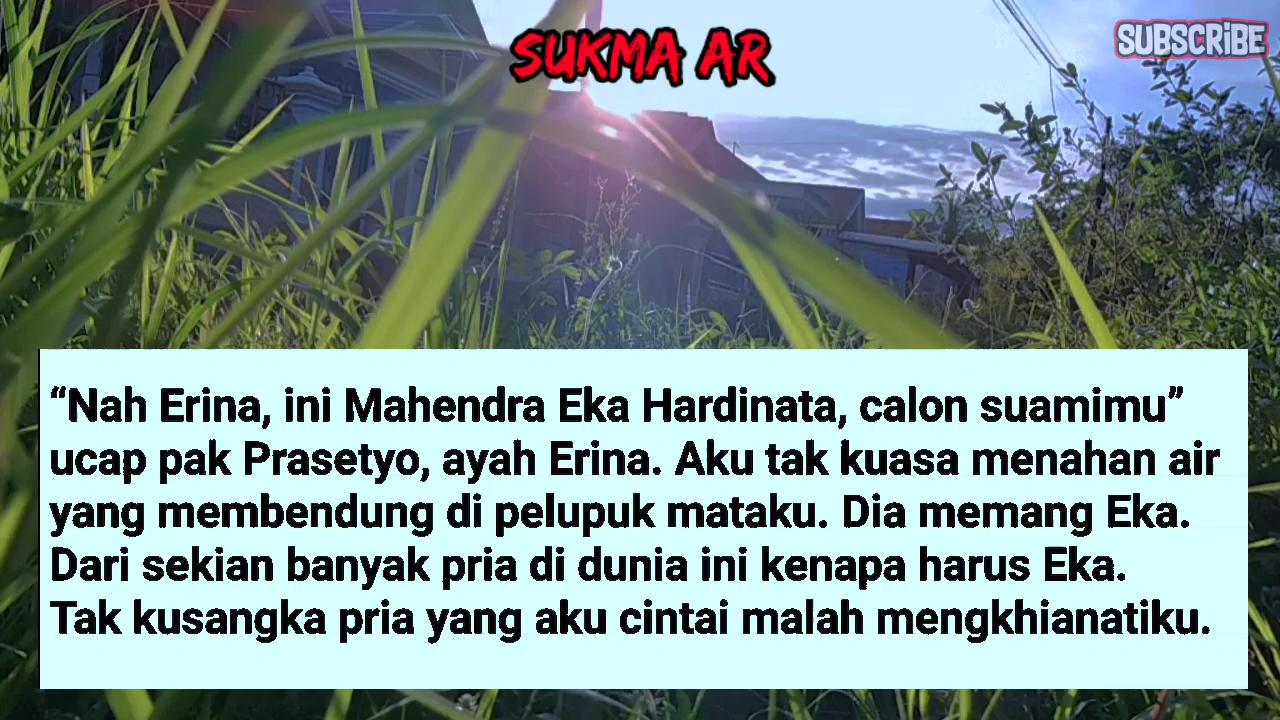 SUKMA AR
SUBSCRiBE
“Nah Erina, ini Mahendra Eka Hardinata, calon suamimu”
ucap pak Prasetyo, ayah Erina. Aku tak kuasa menahan air
yang membendung di pelupuk mataku. Dia memang Eka.
Dari sekian banyak pria di dunia ini kenapa harus Eka.
Tak kusangka pria yang aku cintai malah mengkhianatiku.